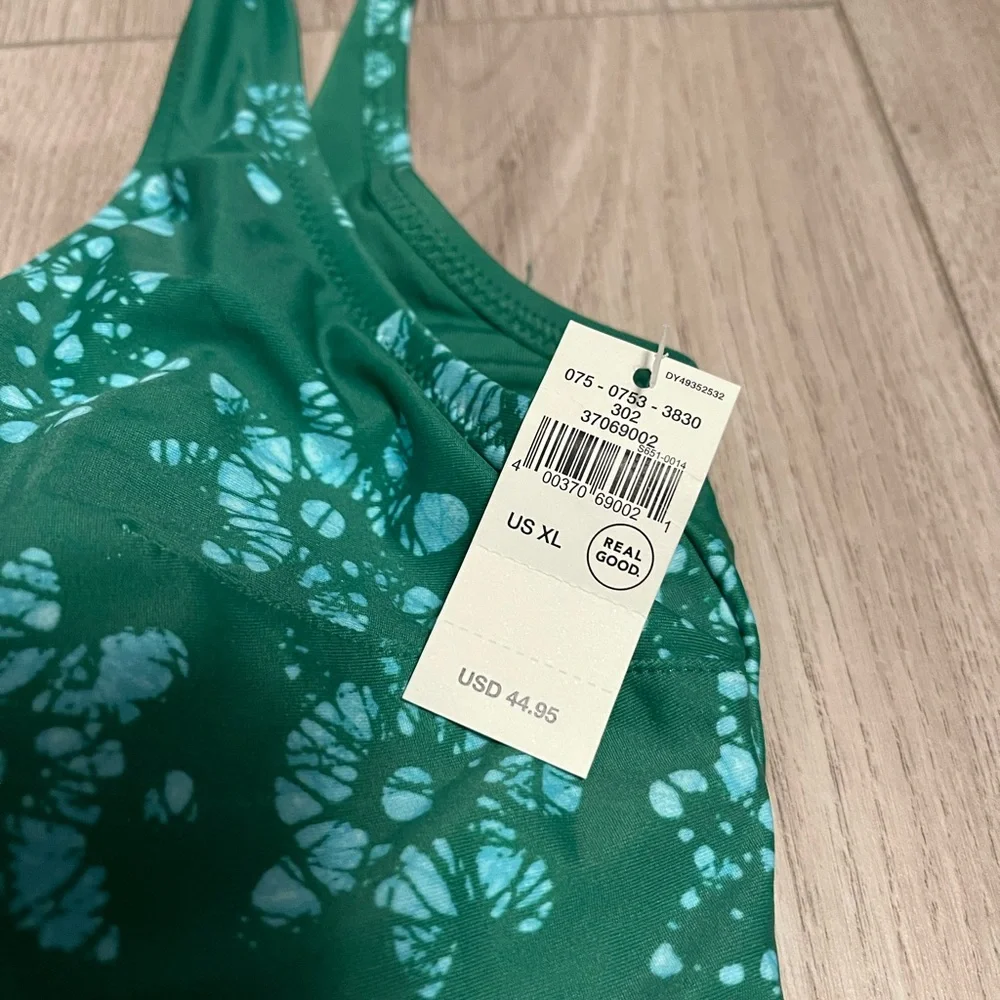 DY49352532
075 - 0753 - 3830
302
37069002
S651-0014
4 00370 69002 1
US XL
REAL
GOOD.
USD 44.95